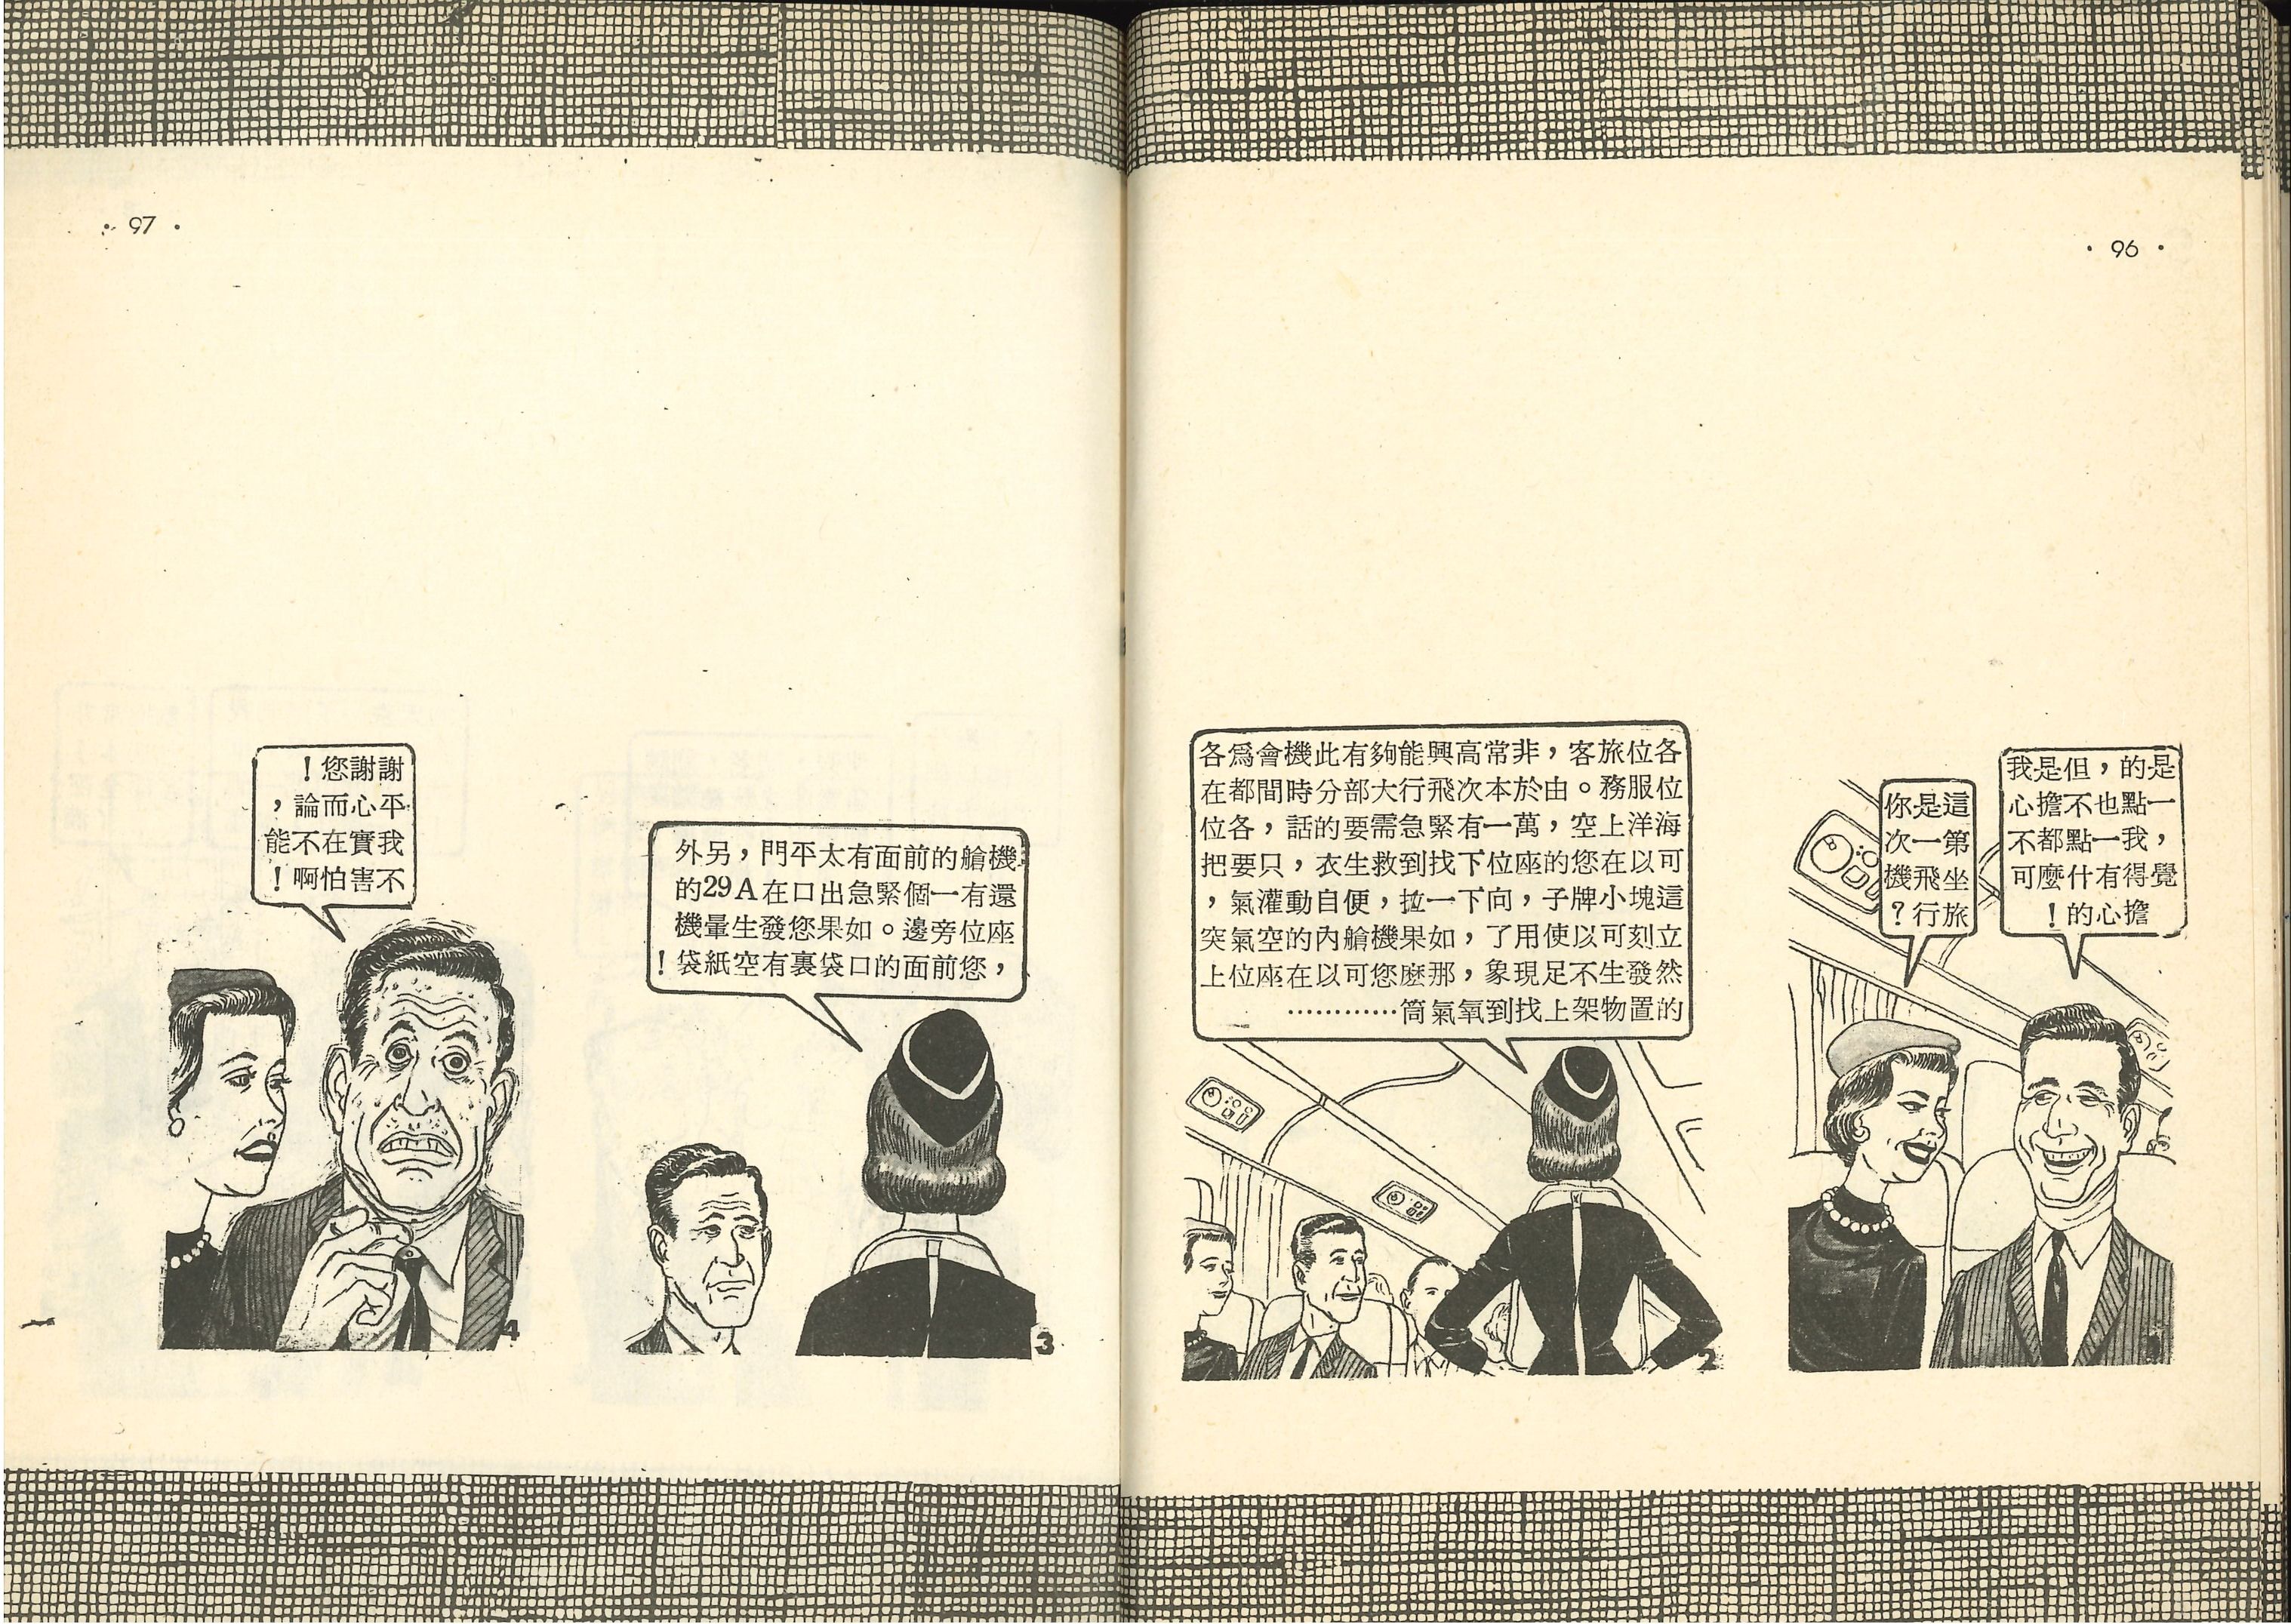 · 96 ·
這是你
第一次
坐飛機
旅行?
是的,但是我
一點也不擔心
,我一點都不
覺得有什麼可
擔心的!
各位旅客,非常高興能夠有此機會爲各
位服務。由於本次飛行大部分時間都在
海洋上空,萬一有緊急需要的話,各位
可以在您的座位下找到救生衣,只要把
這塊小牌子,向下一拉,便自動灌氣,
立刻可以使用了,如果機艙內的空氣突
然發生不足現象,那麼您可以在座位上
的置物架上找到氧氣筒…………
2
· 97 ·
機艙的前面有太平門,另外
還有一個緊急出口在29A的
座位旁邊。如果您發生暈機
,您前面的口袋裏有空紙袋!
3
謝謝您!
平心而論,
我實在不能
不害怕啊!
4